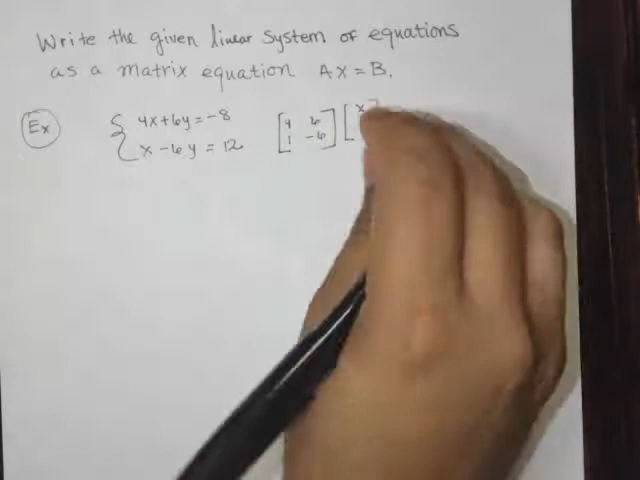 Write the given linear system of equations
as a matrix equation AX = B.
Ex { 4x+6y=-8 [ 4 6 ] [ x
x-6y=12 1 -6